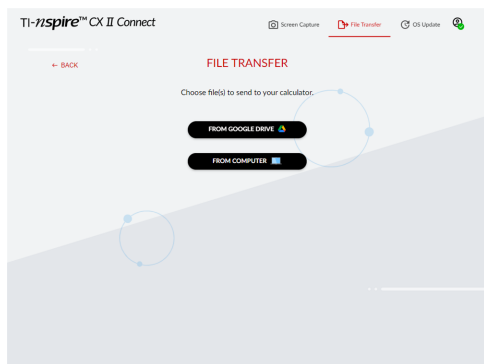 TI-nspire™ CX II Connect
Screen Capture
File Transfer
OS Update
← BACK
FILE TRANSFER
Choose file(s) to send to your calculator.
FROM GOOGLE DRIVE
FROM COMPUTER